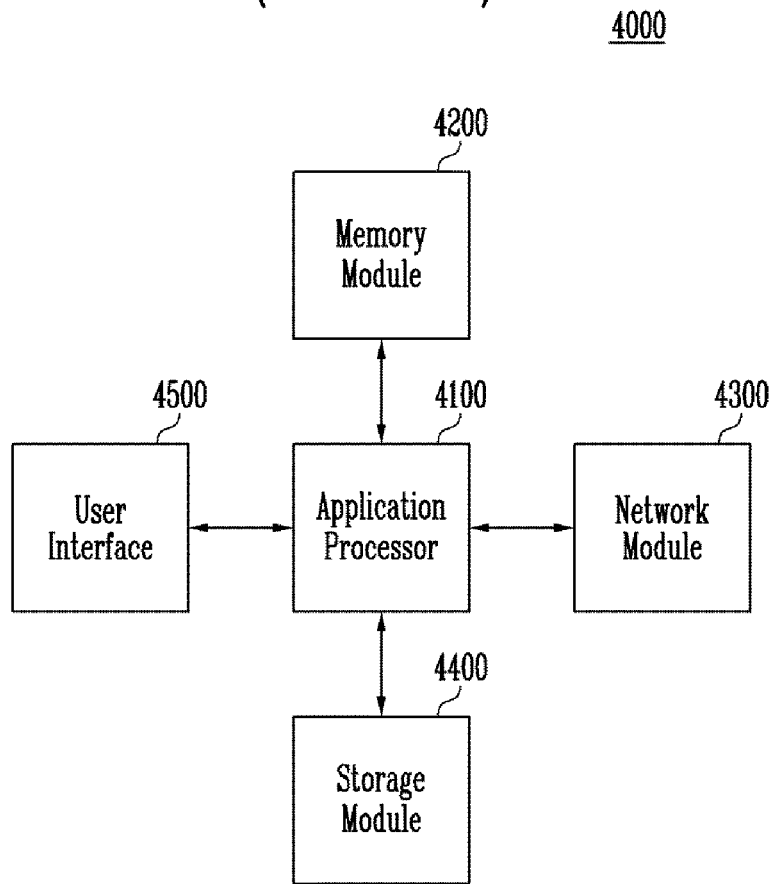 4000
4200
Memory
Module
4500
4100
4300
User
Interface
Application
Processor
Network
Module
4400
Storage
Module